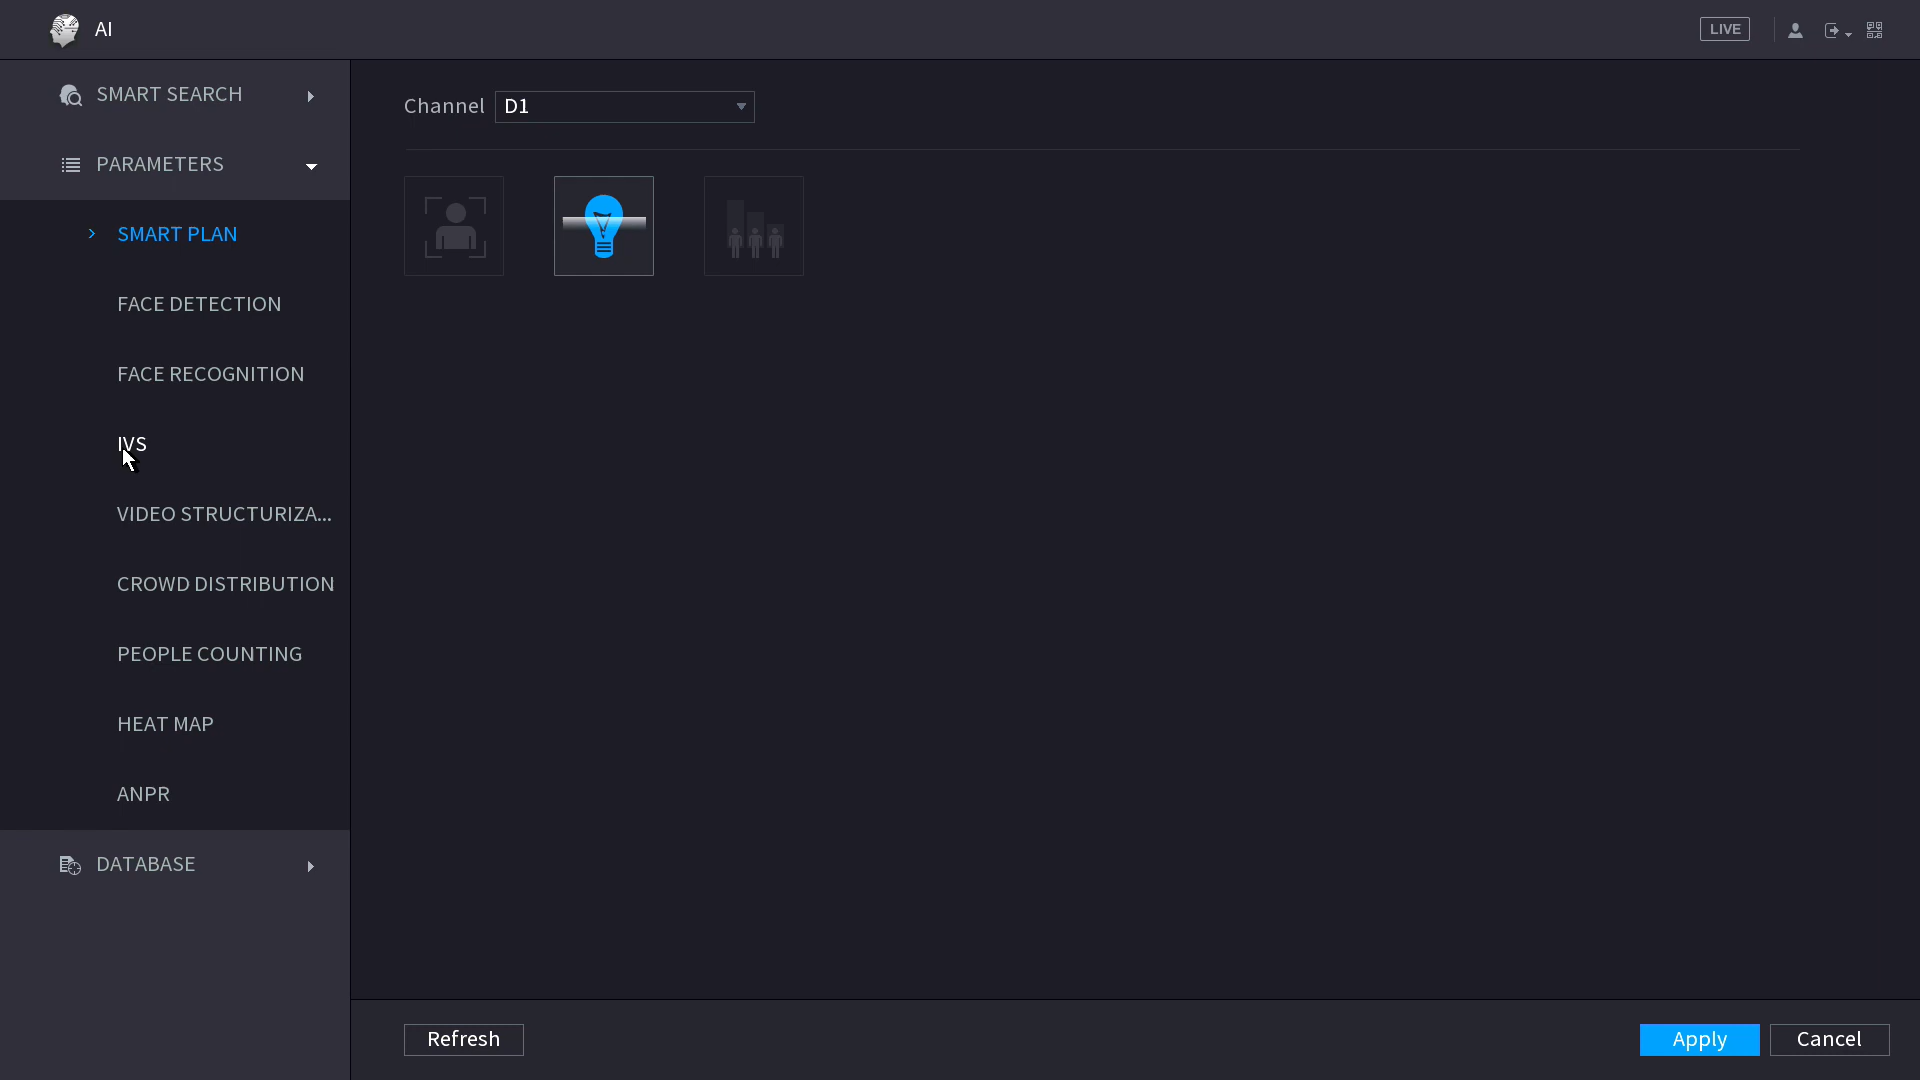 AI
LIVE
SMART SEARCH
PARAMETERS
SMART PLAN
FACE DETECTION
FACE RECOGNITION
IVS
VIDEO STRUCTURIZA...
CROWD DISTRIBUTION
PEOPLE COUNTING
HEAT MAP
ANPR
DATABASE
Channel D1
Refresh
Apply
Cancel